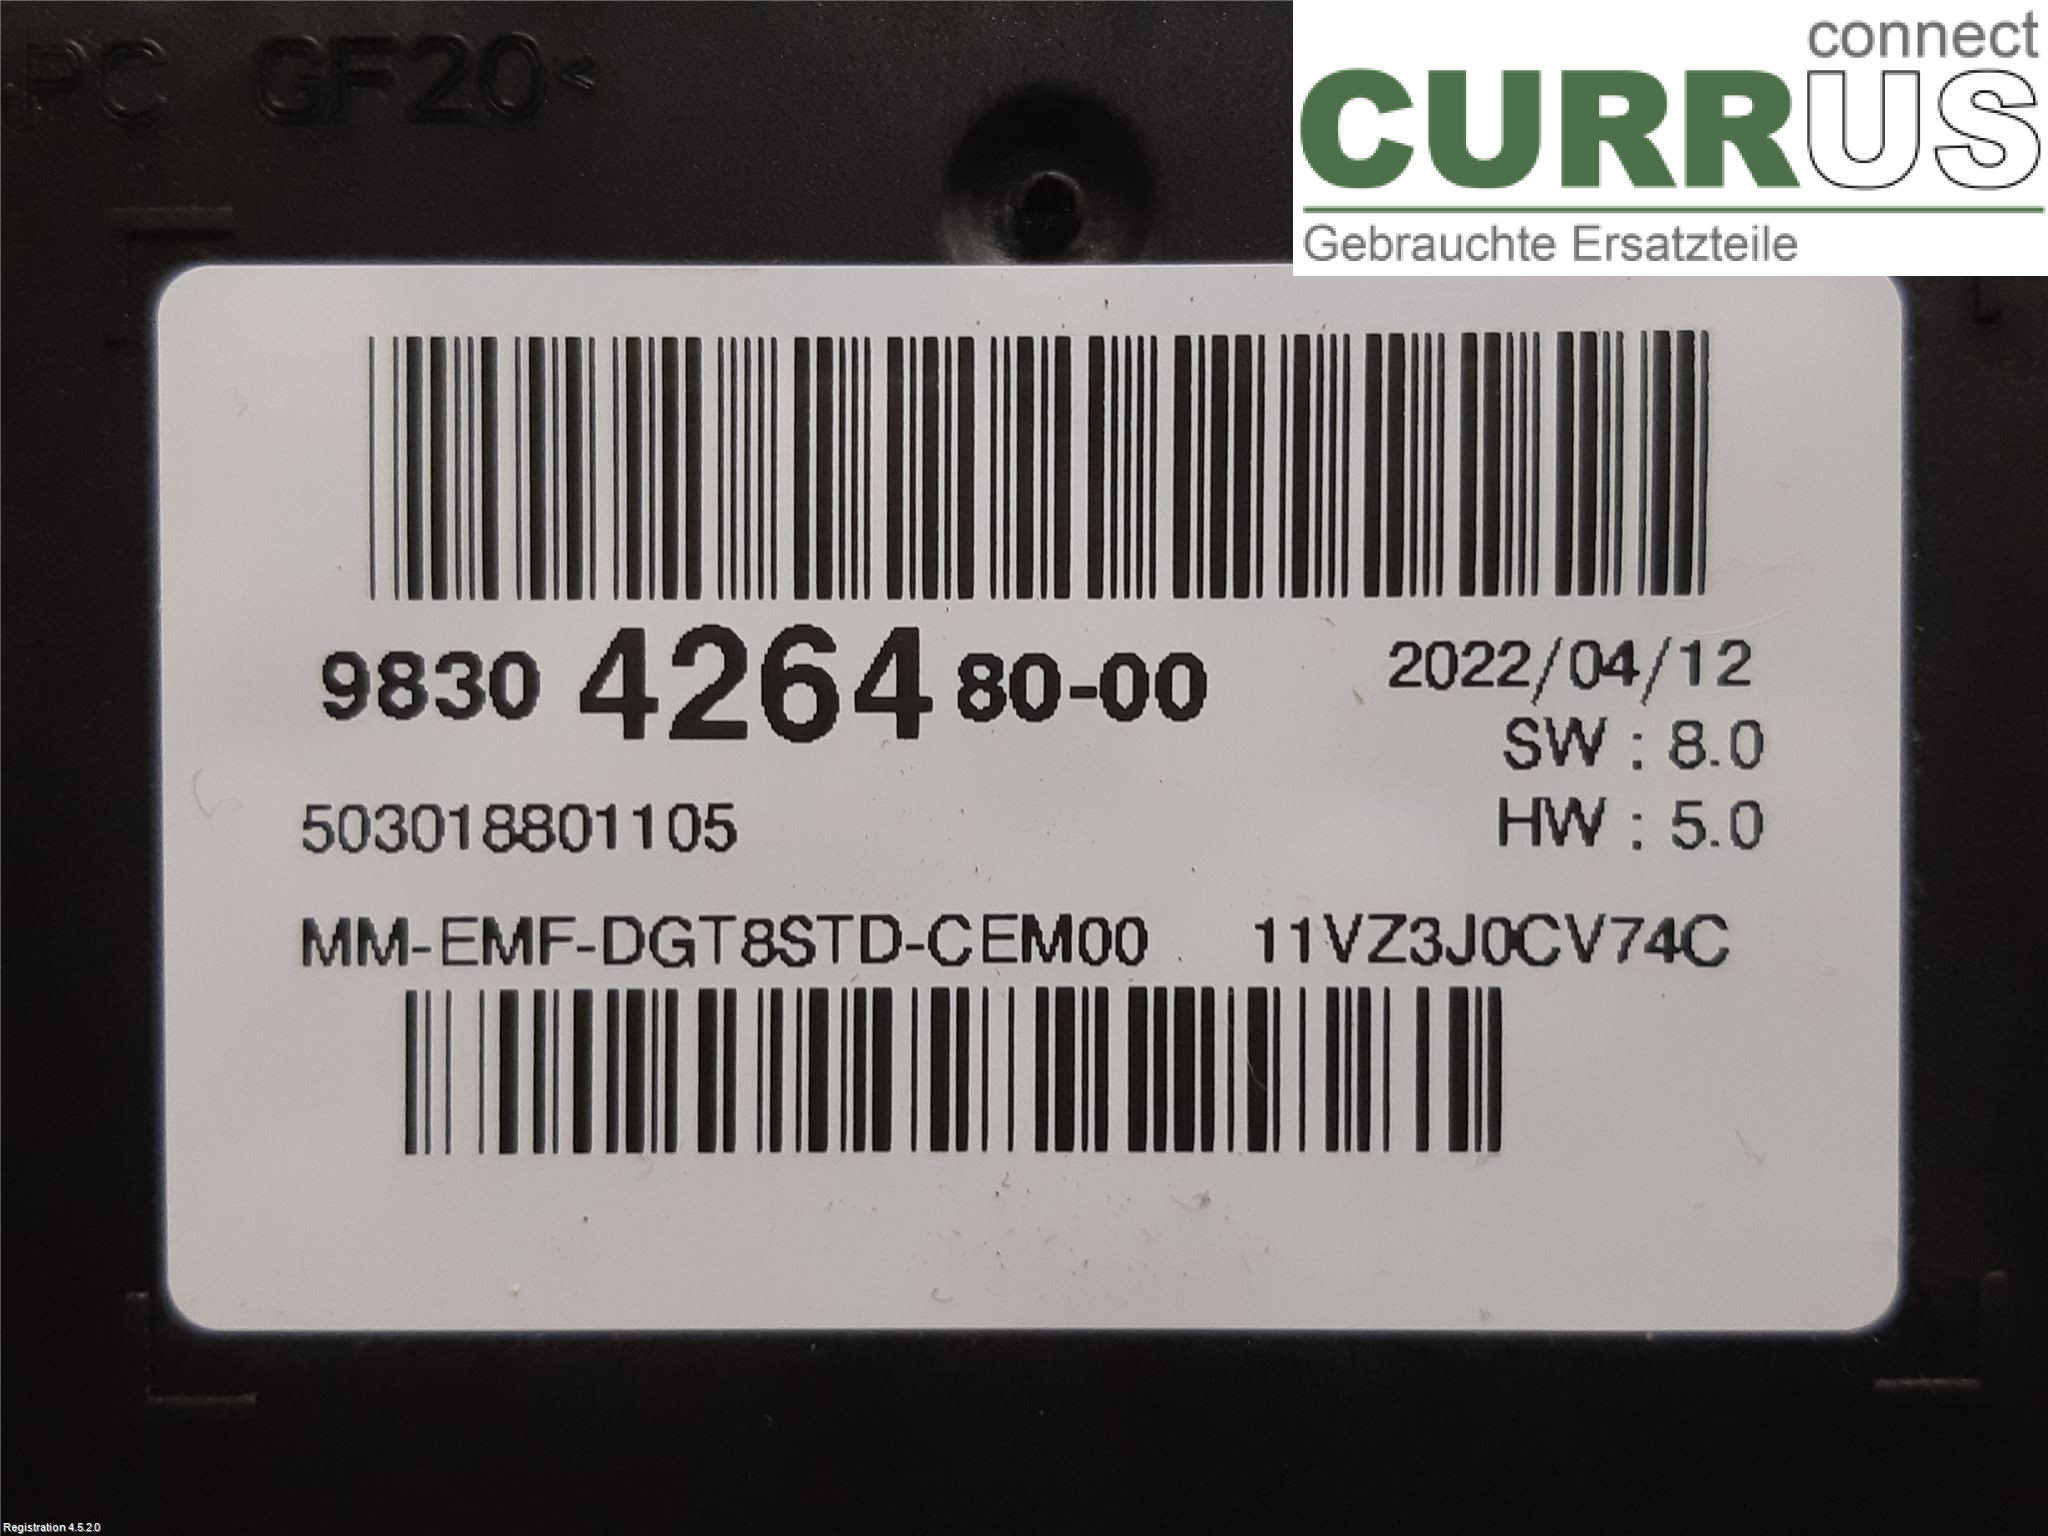 PC GF20<
connect
CURRUS
Gebrauchte Ersatzteile
9830 4264 80-00
2022/04/12
SW : 8.0
503018801105
HW : 5.0
MM-EMF-DGT8STD-CEM00 11VZ3J0CV74C
Registration 4.5.2.0